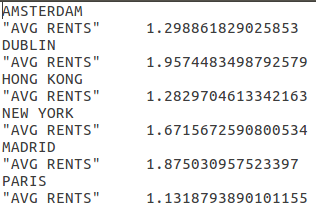 AMSTERDAM
"AVG RENTS" 1.298861829025853
DUBLIN
"AVG RENTS" 1.9574483498792579
HONG KONG
"AVG RENTS" 1.2829704613342163
NEW YORK
"AVG RENTS" 1.6715672590800534
MADRID
"AVG RENTS" 1.875030957523397
PARIS
"AVG RENTS" 1.1318793890101155